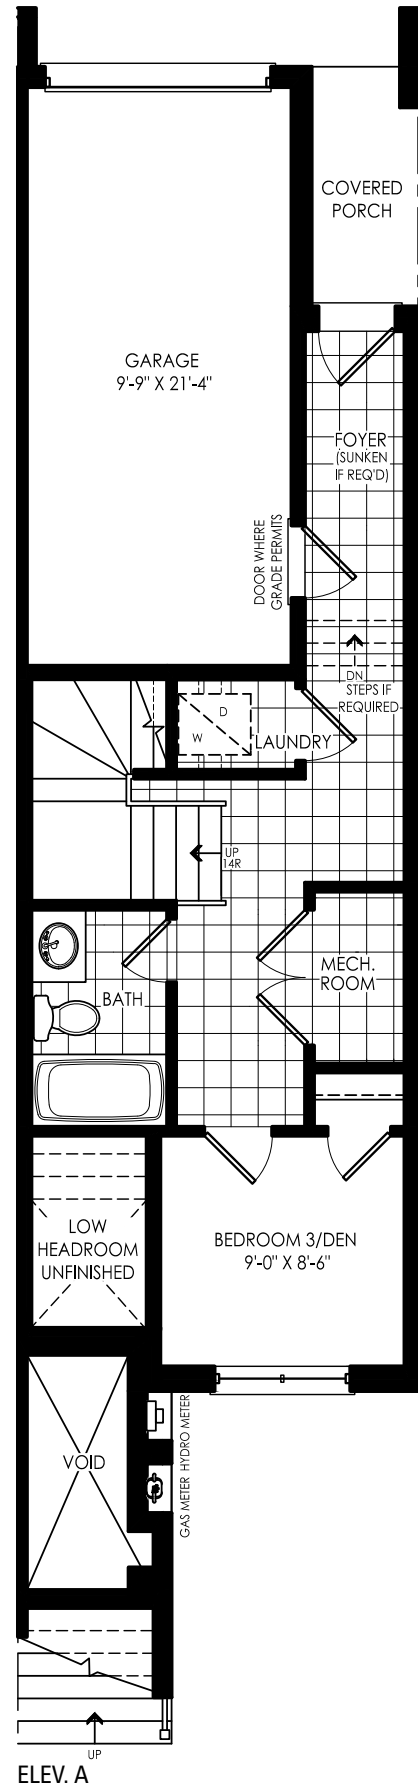 COVERED
PORCH
GARAGE
9'-9" X 21'-4"
FOYER
(SUNKEN
IF REQ'D)
DOOR WHERE
GRADE PERMITS
DN
STEPS IF
REQUIRED
D
W
LAUNDRY
UP
14R
MECH.
ROOM
BATH
LOW
HEADROOM
UNFINISHED
BEDROOM 3/DEN
9'-0" X 8'-6"
VOID
GAS METER HYDRO METER
UP
ELEV. A